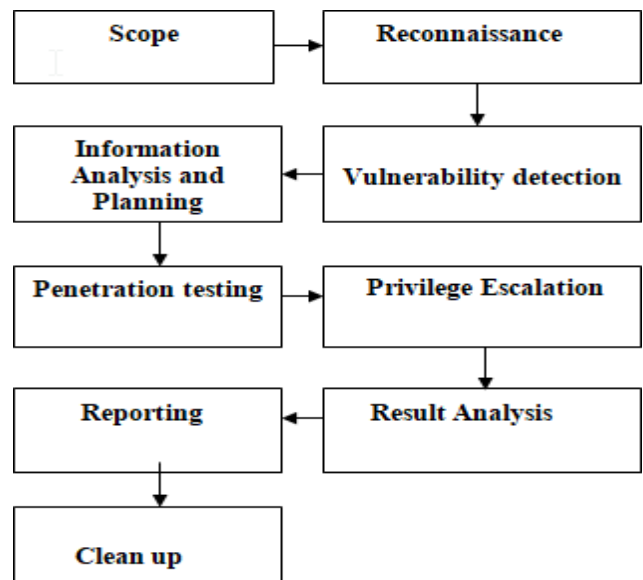 Scope
Reconnaissance
Information
Analysis and
Planning
Vulnerability detection
Penetration testing
Privilege Escalation
Reporting
Result Analysis
Clean up